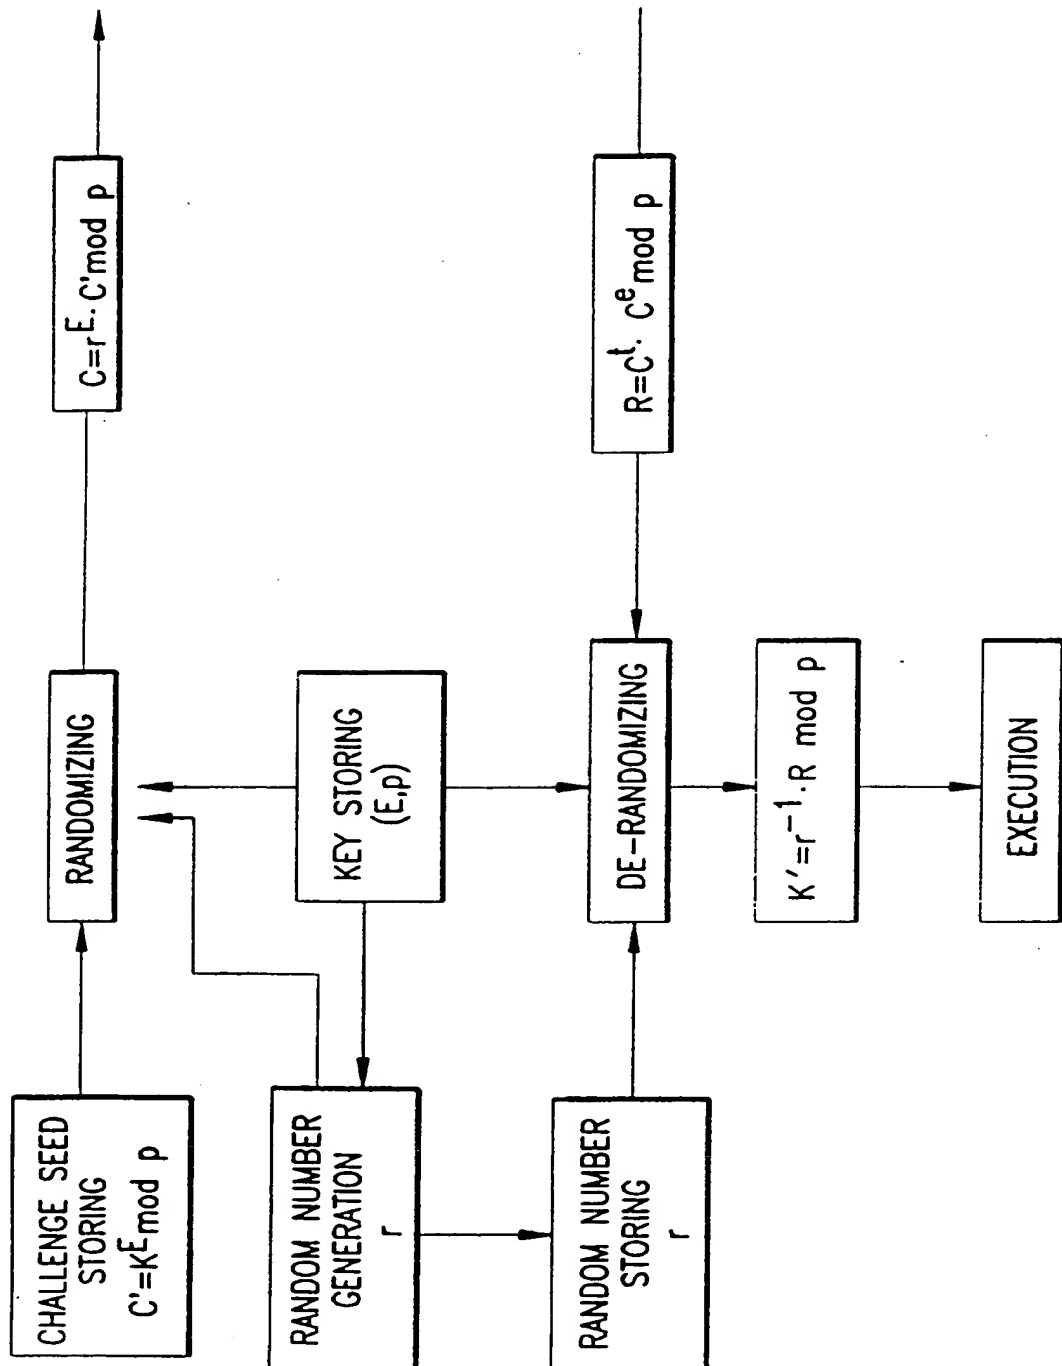 CHALLENGE SEED
STORING
C'=K^E mod p
RANDOMIZING
C=r^E· C'mod p
RANDOM NUMBER
GENERATION
r
KEY STORING
(E,p)
RANDOM NUMBER
STORING
r
DE-RANDOMIZING
R=C^t· C^e mod p
K'=r^-1·R mod p
EXECUTION